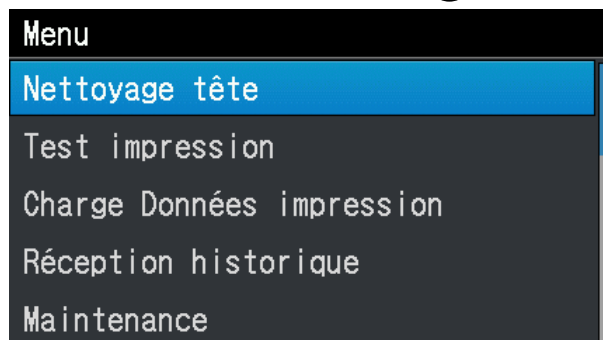 Menu
Nettoyage tête
Test impression
Charge Données impression
Réception historique
Maintenance